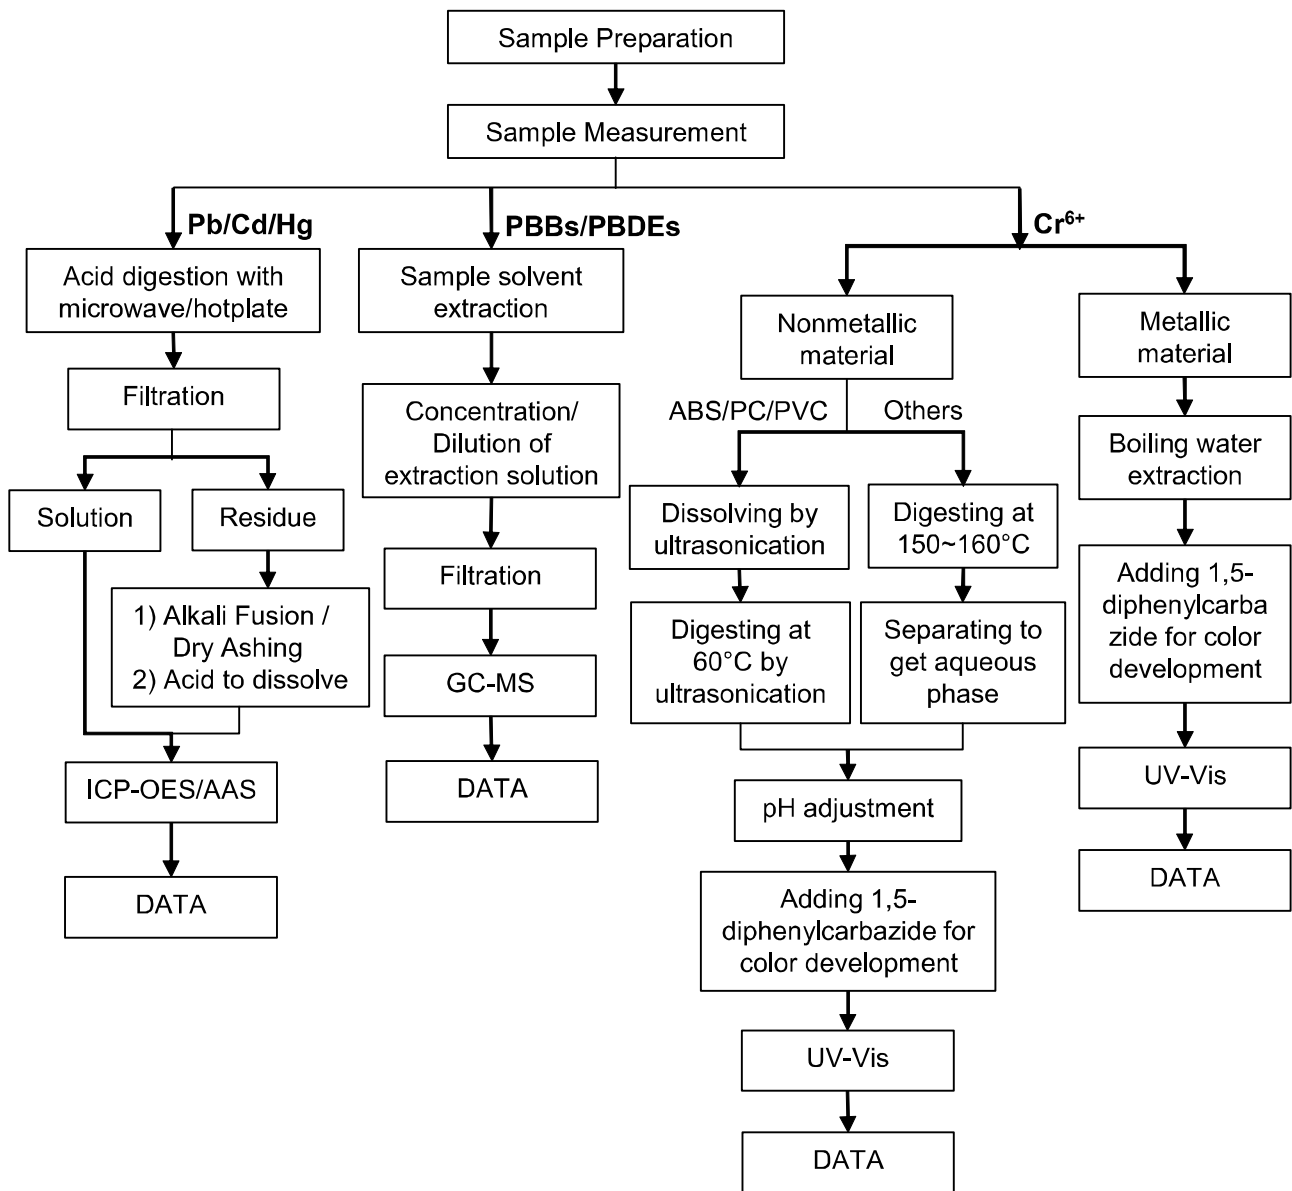 Sample Preparation
Sample Measurement
Pb/Cd/Hg
Acid digestion with
microwave/hotplate
Filtration
Solution
Residue
1) Alkali Fusion /
Dry Ashing
2) Acid to dissolve
ICP-OES/AAS
DATA
PBBs/PBDEs
Sample solvent
extraction
Concentration/
Dilution of
extraction solution
Filtration
GC-MS
DATA
Cr⁶⁺
Nonmetallic
material
ABS/PC/PVC
Others
Dissolving by
ultrasonication
Digesting at
60°C by
ultrasonication
Digesting at
150~160°C
Separating to
get aqueous
phase
pH adjustment
Adding 1,5-
diphenylcarbazide for
color development
UV-Vis
DATA
Metallic
material
Boiling water
extraction
Adding 1,5-
diphenylcarba
zide for color
development
UV-Vis
DATA